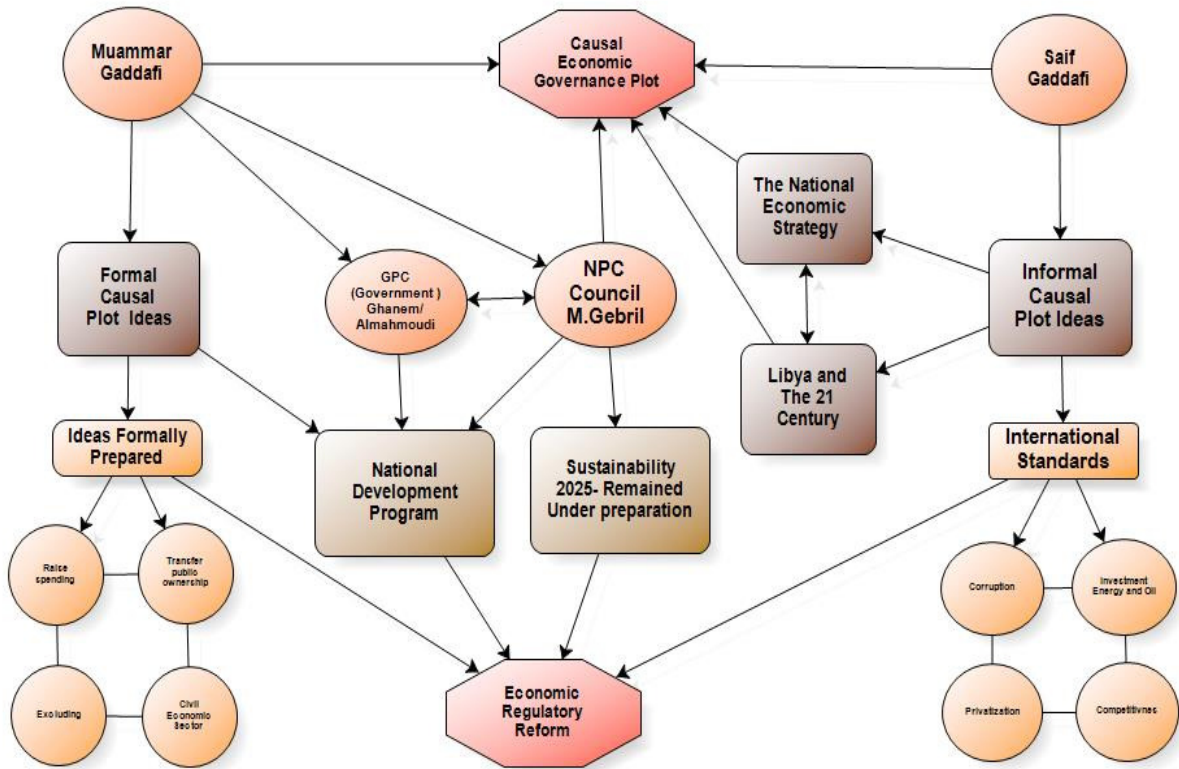 Muammar
Gaddafi
Causal
Economic
Governance Plot
Saif
Gaddafi
The National
Economic
Strategy
Formal
Causal
Plot Ideas
GPC
(Government )
Ghanem/
Almahmoudi
NPC
Council
M.Gebril
Informal
Causal
Plot Ideas
Libya and
The 21
Century
Ideas Formally
Prepared
National
Development
Program
Sustainability
2025- Remained
Under preparation
International
Standards
Raise
spending
Transfer
public
ownership
Corruption
Investment
Energy and Oil
Excluding
Civil
Economic
Sector
Economic
Regulatory
Reform
Privatization
Competitivnes